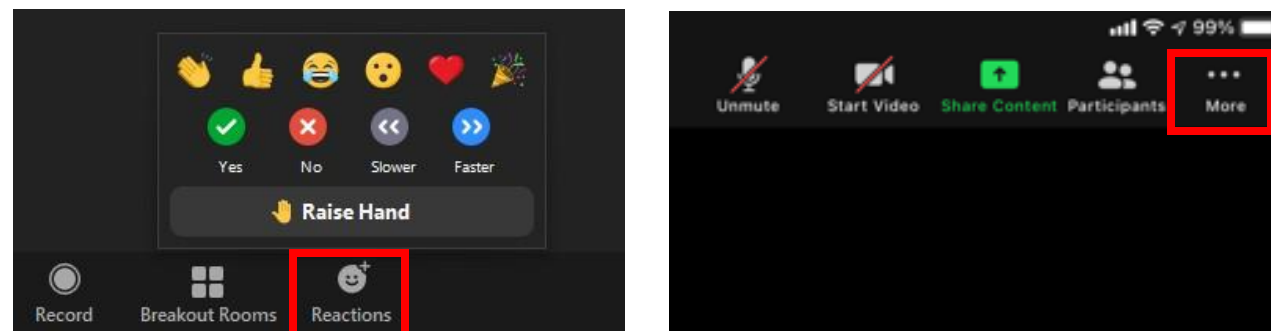 Yes No Slower Faster
Raise Hand
Record Breakout Rooms Reactions
99%
Unmute Start Video Share Content Participants More